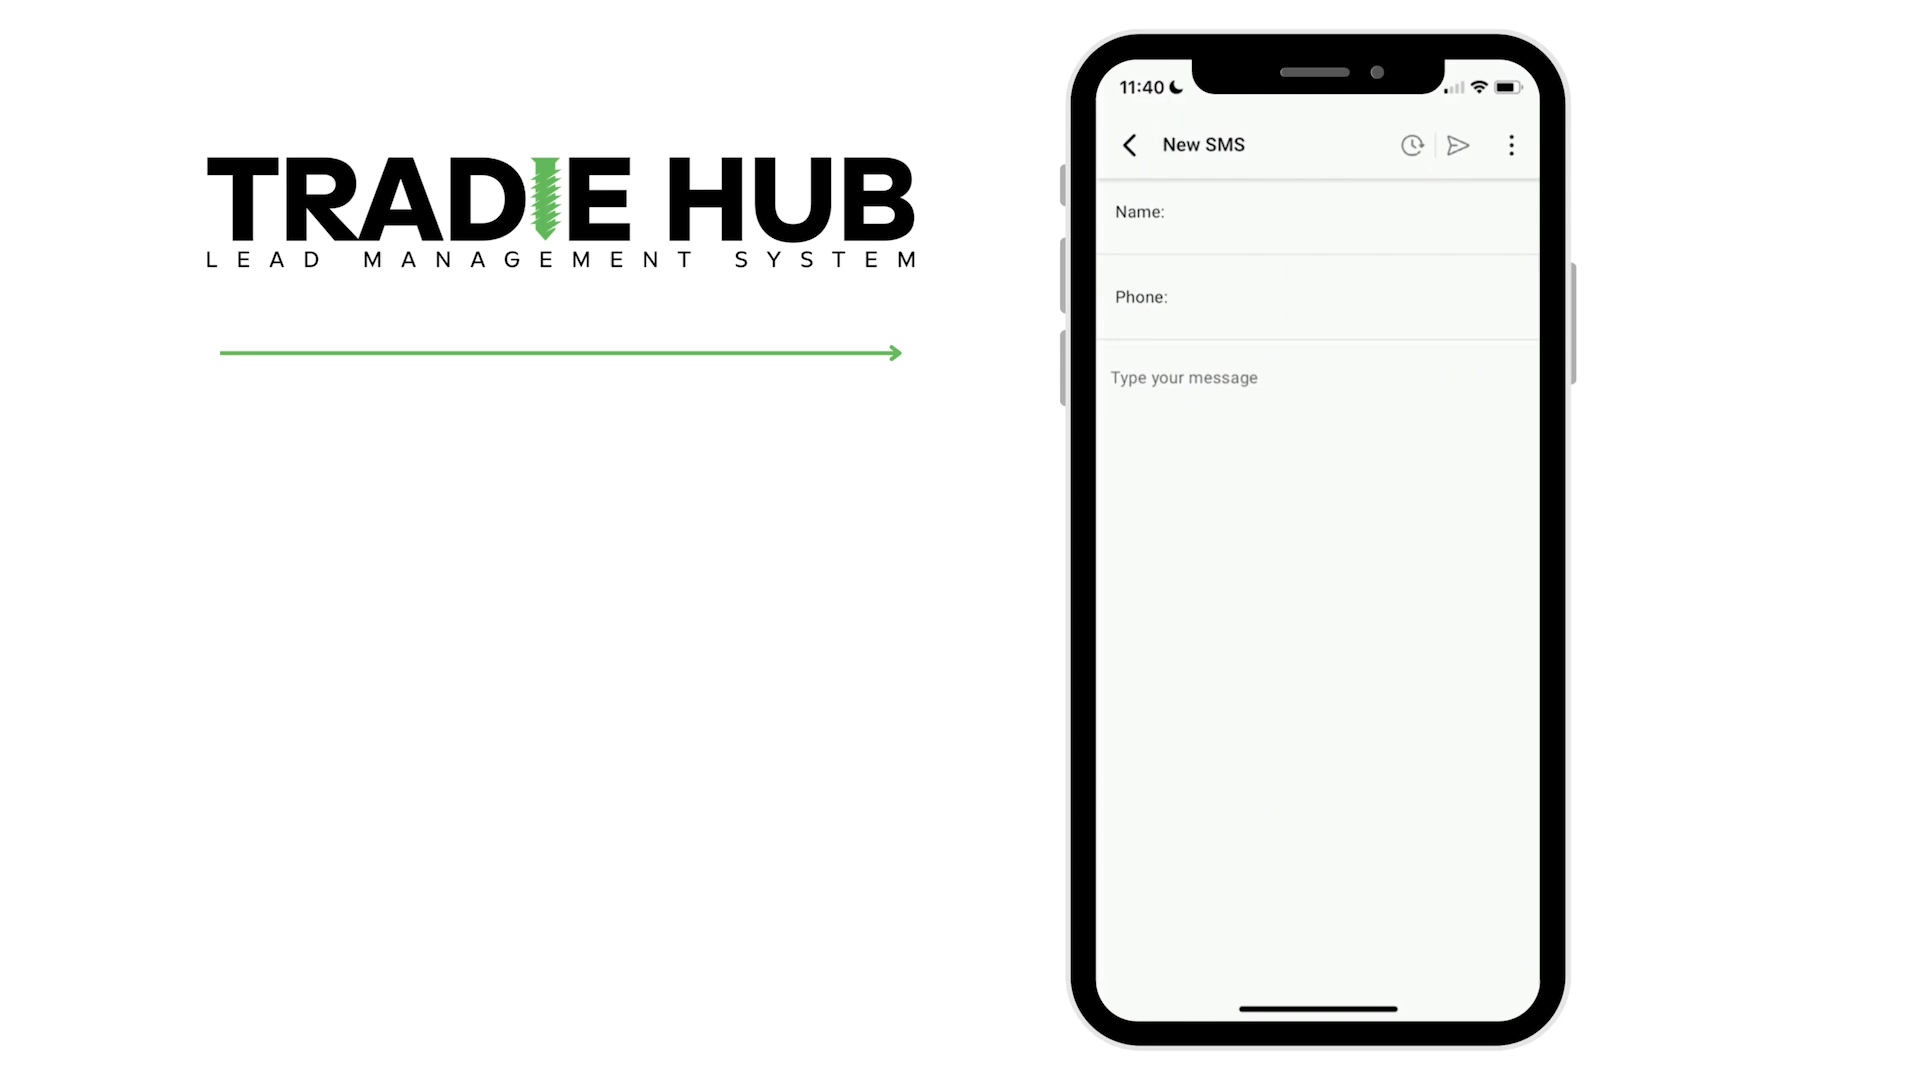 TRADIE HUB
LEAD MANAGEMENT SYSTEM
11:40
New SMS
Name:
Phone:
Type your message